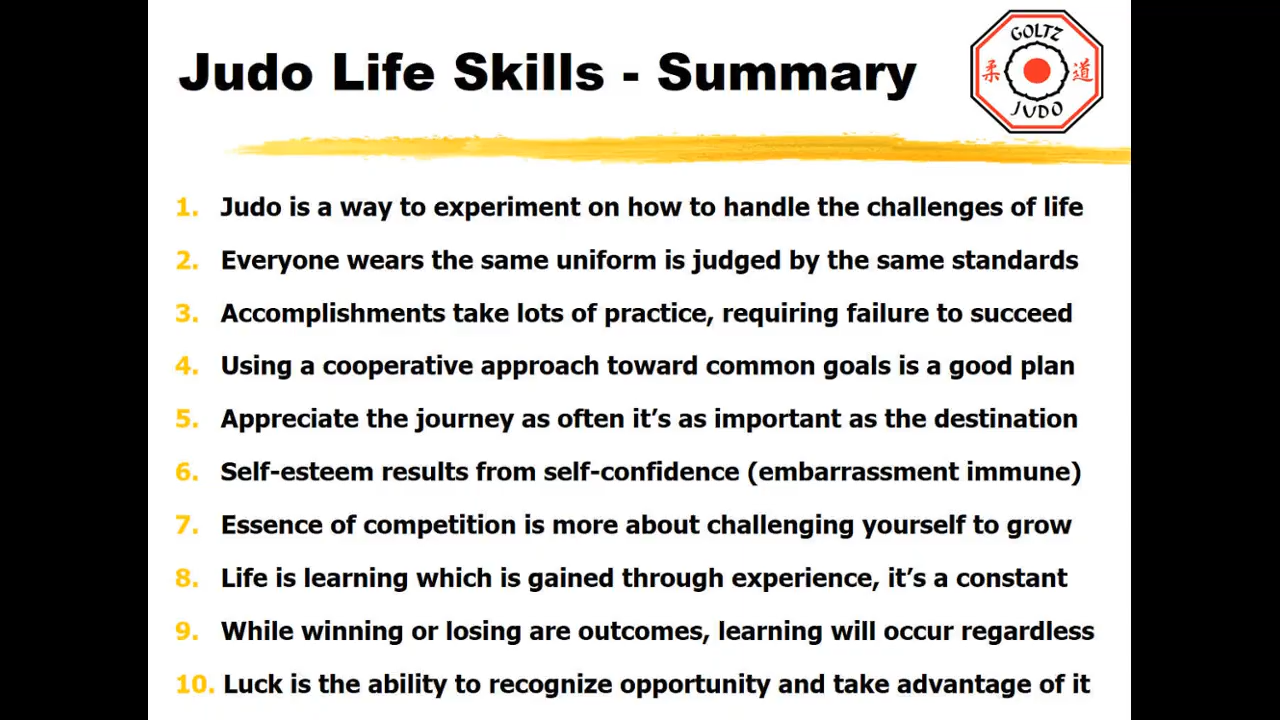 Judo Life Skills - Summary
GOLTZ
柔 道
JUDO
1. Judo is a way to experiment on how to handle the challenges of life
2. Everyone wears the same uniform is judged by the same standards
3. Accomplishments take lots of practice, requiring failure to succeed
4. Using a cooperative approach toward common goals is a good plan
5. Appreciate the journey as often it’s as important as the destination
6. Self-esteem results from self-confidence (embarrassment immune)
7. Essence of competition is more about challenging yourself to grow
8. Life is learning which is gained through experience, it’s a constant
9. While winning or losing are outcomes, learning will occur regardless
10. Luck is the ability to recognize opportunity and take advantage of it